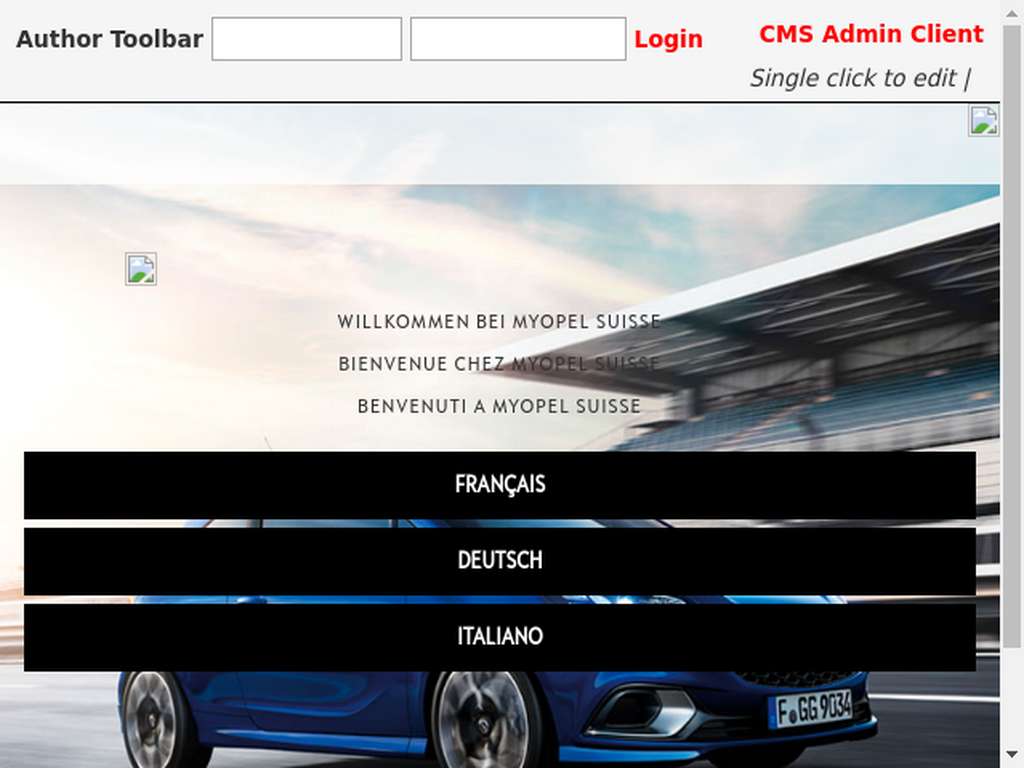 Author Toolbar Login CMS Admin Client
Single click to edit |
WILLKOMMEN BEI MYOPEL SUISSE
BIENVENUE CHEZ MYOPEL SUISSE
BENVENUTI A MYOPEL SUISSE
FRANÇAIS
DEUTSCH
ITALIANO
F GG 9034